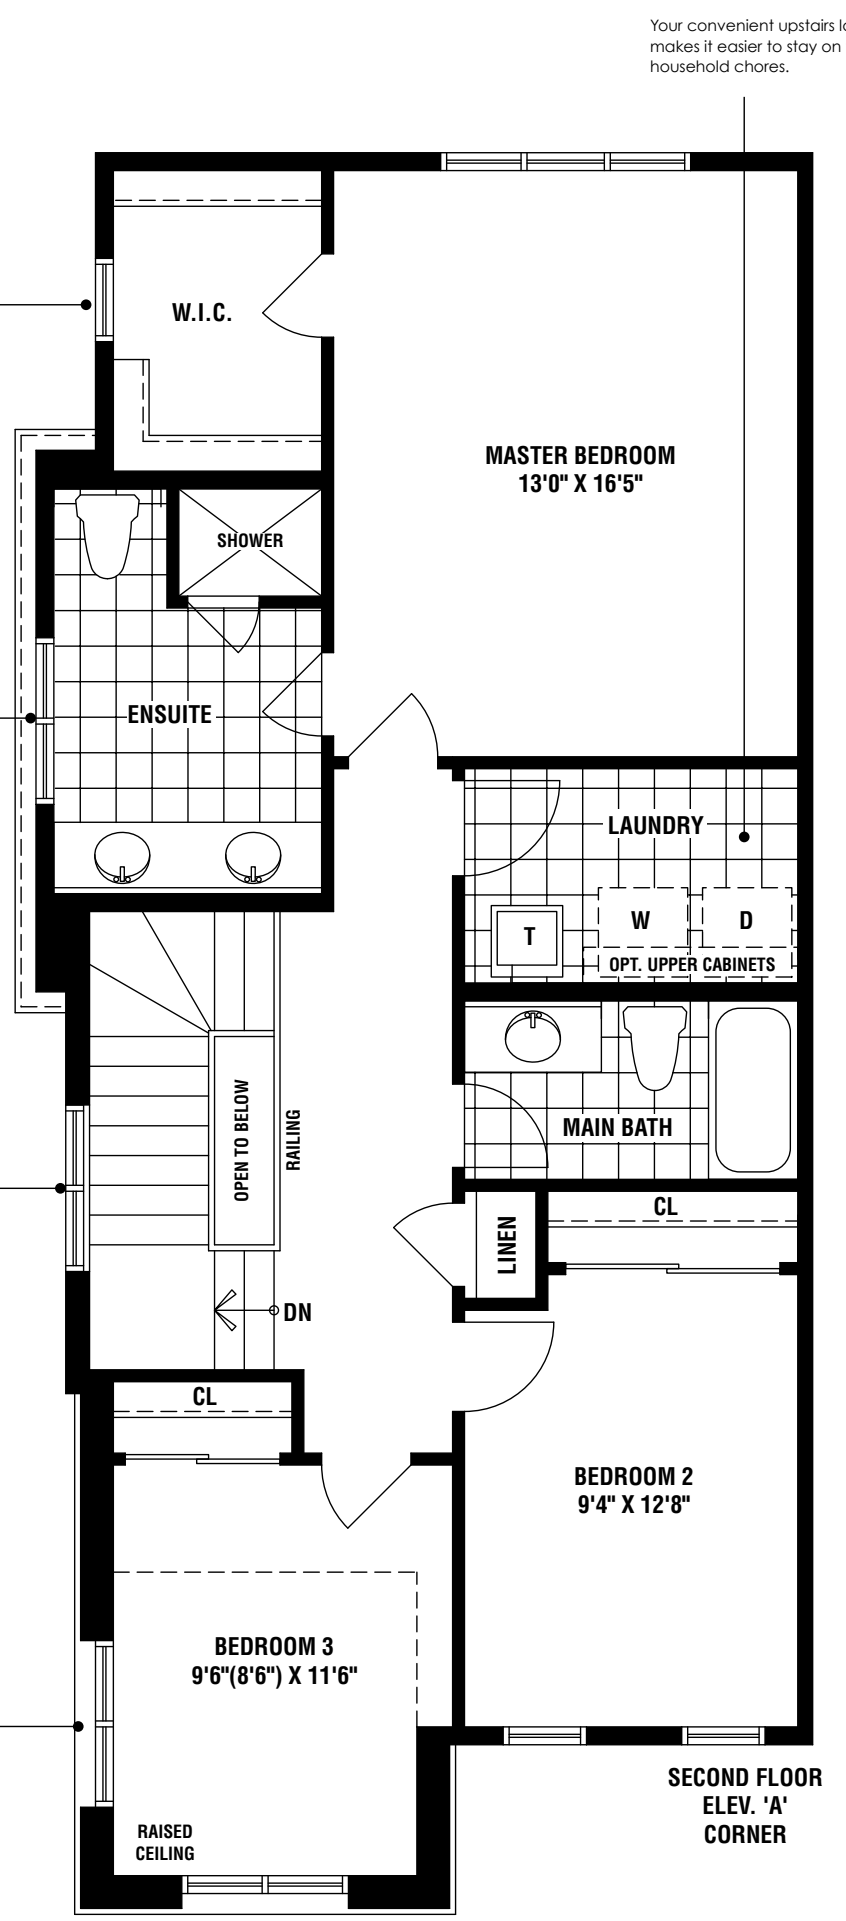 Your convenient upstairs
makes it easier to stay on
household chores.
W.I.C.
MASTER BEDROOM
13'0" X 16'5"
SHOWER
ENSUITE
LAUNDRY
T
W
D
OPT. UPPER CABINETS
OPEN TO BELOW
RAILING
MAIN BATH
LINEN
CL
DN
CL
BEDROOM 2
9'4" X 12'8"
BEDROOM 3
9'6"(8'6") X 11'6"
RAISED
CEILING
SECOND FLOOR
ELEV. 'A'
CORNER